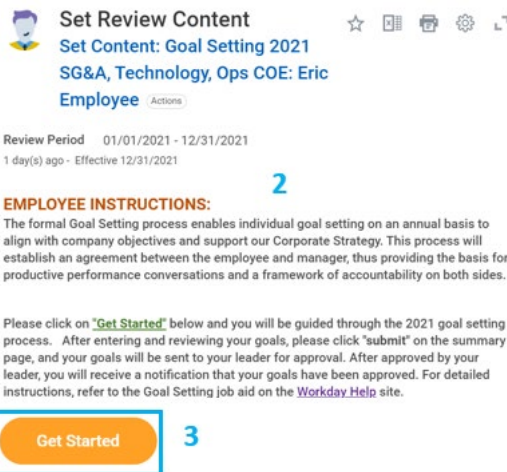 Set Review Content
Set Content: Goal Setting 2021
SG&A, Technology, Ops COE: Eric
Employee Actions
Review Period 01/01/2021 - 12/31/2021
1 day(s) ago - Effective 12/31/2021
2
EMPLOYEE INSTRUCTIONS:
The formal Goal Setting process enables individual goal setting on an annual basis to
align with company objectives and support our Corporate Strategy. This process will
establish an agreement between the employee and manager, thus providing the basis for
productive performance conversations and a framework of accountability on both sides.
Please click on "Get Started" below and you will be guided through the 2021 goal setting
process. After entering and reviewing your goals, please click "submit" on the summary
page, and your goals will be sent to your leader for approval. After approved by your
leader, you will receive a notification that your goals have been approved. For detailed
instructions, refer to the Goal Setting job aid on the Workday Help site.
Get Started 3